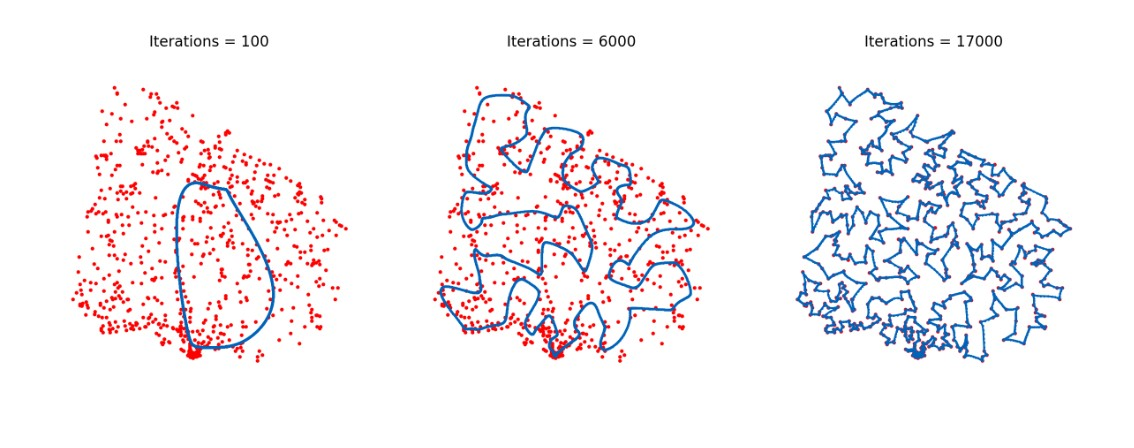 Iterations = 100
Iterations = 6000
Iterations = 17000